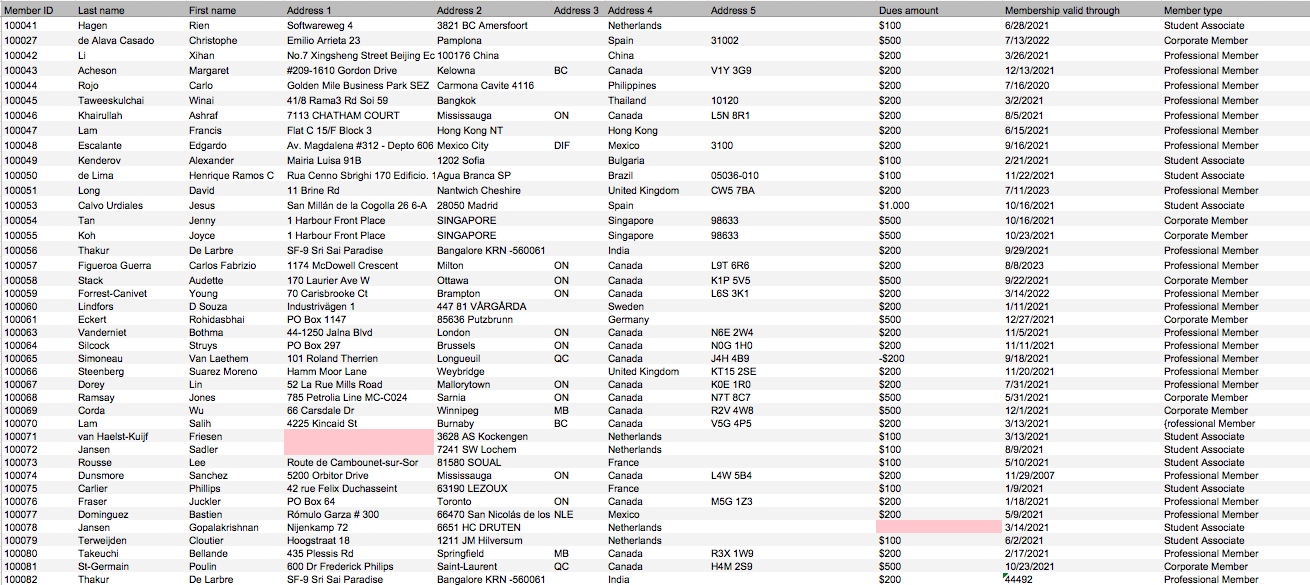 Member ID Last name First name Address 1 Address 2 Address 3 Address 4 Address 5 Dues amount Membership valid through Member type
100041 Hagen Rien Softwareweg 4 3821 BC Amersfoort Netherlands $100 6/28/2021 Student Associate
100027 de Alava Casado Christophe Emilio Arrieta 23 Pamplona Spain 31002 $500 7/13/2022 Corporate Member
100042 Li Xihan No.7 Xingsheng Street Beijing Ec 100176 China China $200 3/26/2021 Professional Member
100043 Acheson Margaret #209-1610 Gordon Drive Kelowna BC Canada V1Y 3G9 $200 12/13/2021 Professional Member
100044 Rojo Carlo Golden Mile Business Park SEZ Carmona Cavite 4116 Philippines $200 7/16/2020 Professional Member
100045 Taweeskulchai Winai 41/8 Rama3 Rd Soi 59 Bangkok Thailand 10120 $200 3/2/2021 Professional Member
100046 Khairullah Ashraf 7113 CHATHAM COURT Mississauga ON Canada L5N 8R1 $200 8/5/2021 Professional Member
100047 Lam Francis Flat C 15/F Block 3 Hong Kong NT Hong Kong $200 6/15/2021 Professional Member
100048 Escalante Edgardo Av. Magdalena #312 - Depto 606 Mexico City DIF Mexico 3100 $200 9/16/2021 Professional Member
100049 Kenderov Alexander Mairia Luisa 91B 1202 Sofia Bulgaria $100 2/21/2021 Student Associate
100050 de Lima Henrique Ramos C Rua Cenno Sbrighi 170 Edificio. 1 Agua Branca SP Brazil 05036-010 $100 11/22/2021 Student Associate
100051 Long David 11 Brine Rd Nantwich Cheshire United Kingdom CW5 7BA $200 7/11/2023 Professional Member
100053 Calvo Urdiales Jesus San Millán de la Cogolla 26 6-A 28050 Madrid Spain $1.000 10/16/2021 Student Associate
100054 Tan Jenny 1 Harbour Front Place SINGAPORE Singapore 98633 $500 10/16/2021 Corporate Member
100055 Koh Joyce 1 Harbour Front Place SINGAPORE Singapore 98633 $500 10/23/2021 Corporate Member
100056 Thakur De Larbre SF-9 Sri Sai Paradise Bangalore KRN -560061 India $200 9/29/2021 Professional Member
100057 Figueroa Guerra Carlos Fabrizio 1174 McDowell Crescent Milton ON Canada L9T 6R6 $200 8/8/2023 Professional Member
100058 Stack Audette 170 Laurier Ave W Ottawa ON Canada K1P 5V5 $500 9/22/2021 Corporate Member
100059 Forrest-Canivet Young 70 Carisbrooke Ct Brampton ON Canada L6S 3K1 $200 3/14/2022 Professional Member
100060 Lindfors D Souza Industrivägen 1 447 81 VÅRGÅRDA Sweden $200 1/11/2021 Professional Member
100061 Eckert Rohidasbhai PO Box 1147 85636 Putzbrunn Germany $500 12/27/2021 Corporate Member
100063 Vanderniet Bothma 44-1250 Jalna Blvd London ON Canada N6E 2W4 $200 11/5/2021 Professional Member
100064 Silcock Struys PO BOX 297 Brussels ON Canada N0G 1H0 $200 11/11/2021 Professional Member
100065 Simoneau Van Laethem 101 Roland Therrien Longueuil QC Canada J4H 4B9 -$200 9/18/2021 Professional Member
100066 Steenberg Suarez Moreno Hamm Moor Lane Weybridge United Kingdom KT15 2SE $200 11/20/2021 Professional Member
100067 Dorey Lin 52 La Rue Mills Road Mallorytown ON Canada K0E 1R0 $200 7/31/2021 Professional Member
100068 Ramsay Jones 785 Petrolia Line MC-C024 Sarnia ON Canada N7T 8C7 $500 5/31/2021 Corporate Member
100069 Corda Wu 66 Carsdale Dr Winnipeg MB Canada R2V 4W8 $500 12/1/2021 Corporate Member
100070 Lam Salih 4225 Kincaid St Burnaby BC Canada V5G 4P5 $200 3/13/2021 {rofessional Member
100071 van Haelst-Kuijf Friesen 3628 AS Kockengen Netherlands $100 3/13/2021 Student Associate
100072 Jansen Sadler 7241 SW Lochem Netherlands $100 8/9/2021 Student Associate
100073 Rousse Lee Route de Cambounet-sur-Sor 81580 SOUAL France $100 5/10/2021 Student Associate
100074 Dunsmore Sanchez 5200 Orbitor Drive Mississauga ON Canada L4W 5B4 $200 11/29/2007 Professional Member
100075 Carlier Phillips 42 rue Felix Duchasseint 63190 LEZOUX France $100 1/9/2021 Student Associate
100076 Fraser Juckler PO Box 64 Toronto ON Canada M5G 1Z3 $200 1/18/2021 Professional Member
100077 Dominguez Bastien Rómulo Garza # 300 66470 San Nicolás de los NLE Mexico $200 5/9/2021 Professional Member
100078 Jansen Gopalakrishnan Nijenkamp 72 6651 HC DRUTEN Netherlands 3/14/2021 Student Associate
100079 Terweijden Cloutier Hoogstraat 18 1211 JM Hilversum Netherlands $100 6/2/2021 Student Associate
100080 Takeuchi Bellande 435 Plessis Rd Springfield MB Canada R3X 1W9 $200 2/17/2021 Professional Member
100081 St-Germain Poulin 600 Dr Frederick Philips Saint-Laurent QC Canada H4M 2S9 $500 10/23/2021 Corporate Member
100082 Thakur De Larbre SF-9 Sri Sai Paradise Bangalore KRN -560061 India $200 44492 Professional Member